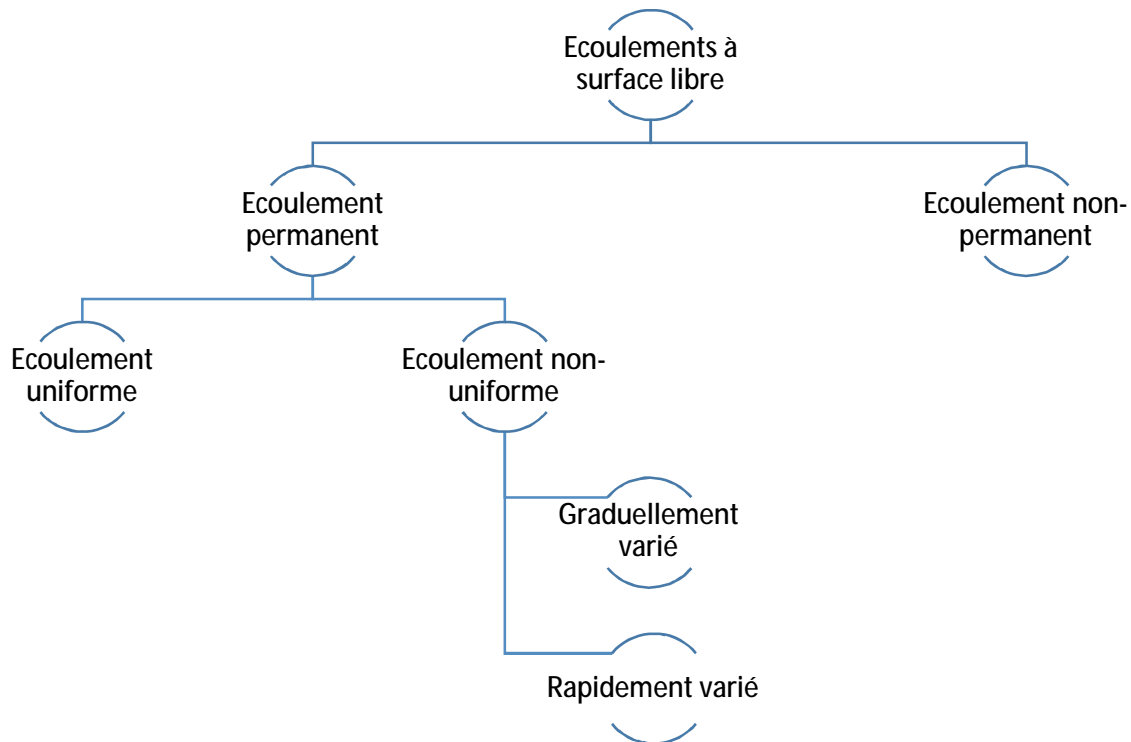 Ecoulements à
surface libre
Ecoulement
permanent
Ecoulement non-
permanent
Ecoulement
uniforme
Ecoulement non-
uniforme
Graduellement
varié
Rapidement varié